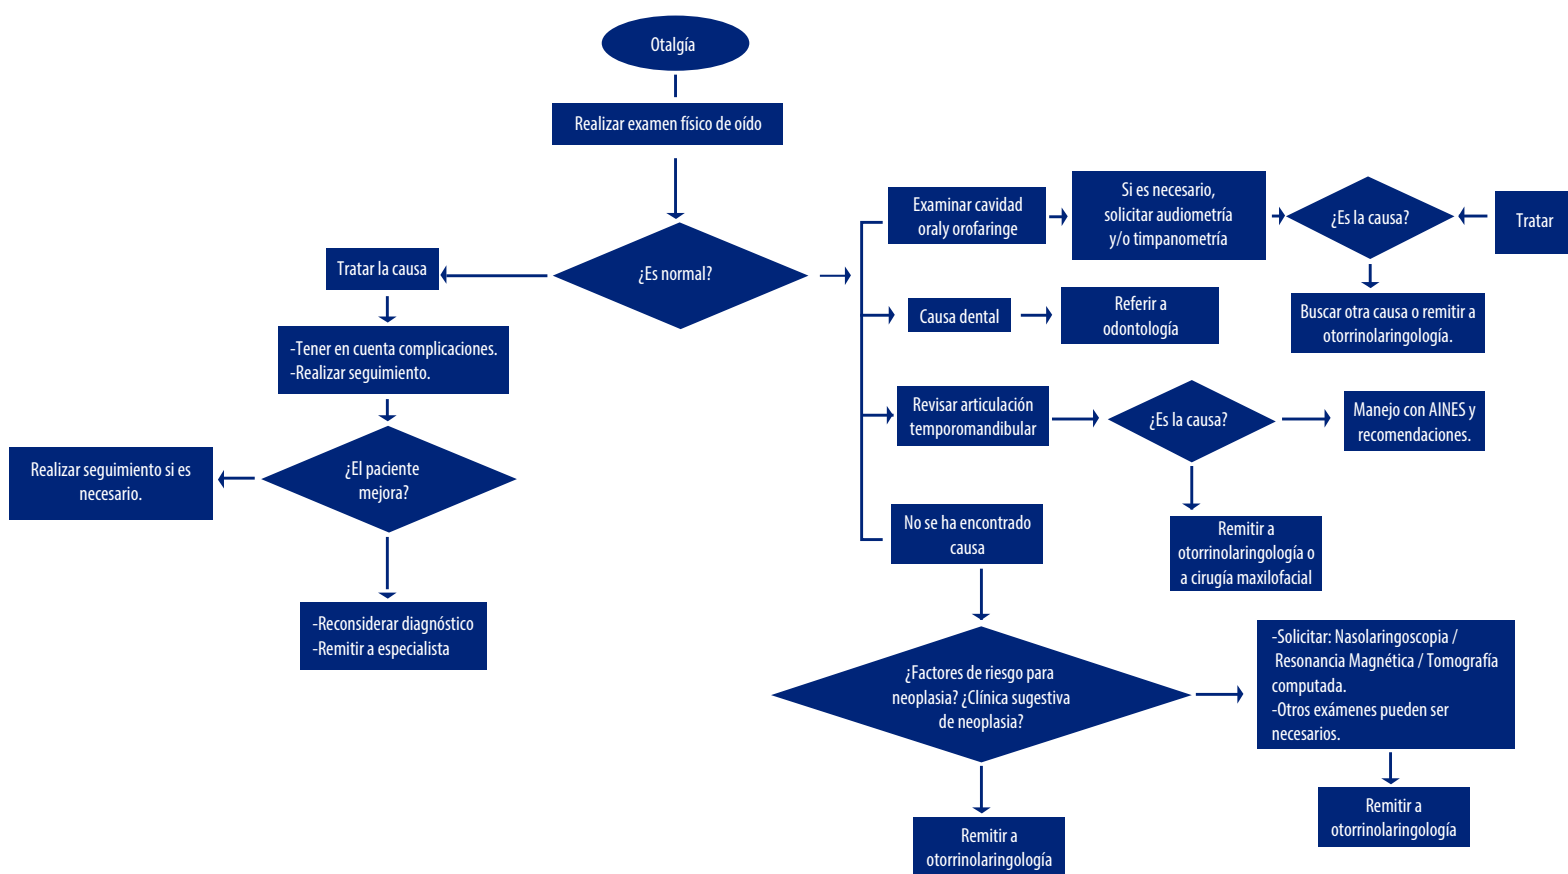 Otalgía
Realizar examen físico de oído
¿Es normal?
Tratar la causa
-Tener en cuenta complicaciones.
-Realizar seguimiento.
¿El paciente
mejora?
Realizar seguimiento si es
necesario.
-Reconsiderar diagnóstico
-Remitir a especialista
Examinar cavidad
oraly orofaringe
Si es necesario,
solicitar audiometría
y/o timpanometría
¿Es la causa?
Tratar
Buscar otra causa o remitir a
otorrinolaringología.
Causa dental
Referir a
odontología
Revisar articulación
temporomandibular
¿Es la causa?
Manejo con AINES y
recomendaciones.
Remitir a
otorrinolaringología o
a cirugía maxilofacial
No se ha encontrado
causa
¿Factores de riesgo para
neoplasia? ¿Clínica sugestiva
de neoplasia?
-Solicitar: Nasolaringoscopia /
Resonancia Magnética / Tomografía
computada.
-Otros exámenes pueden ser
necesarios.
Remitir a
otorrinolaringología
Remitir a
otorrinolaringología